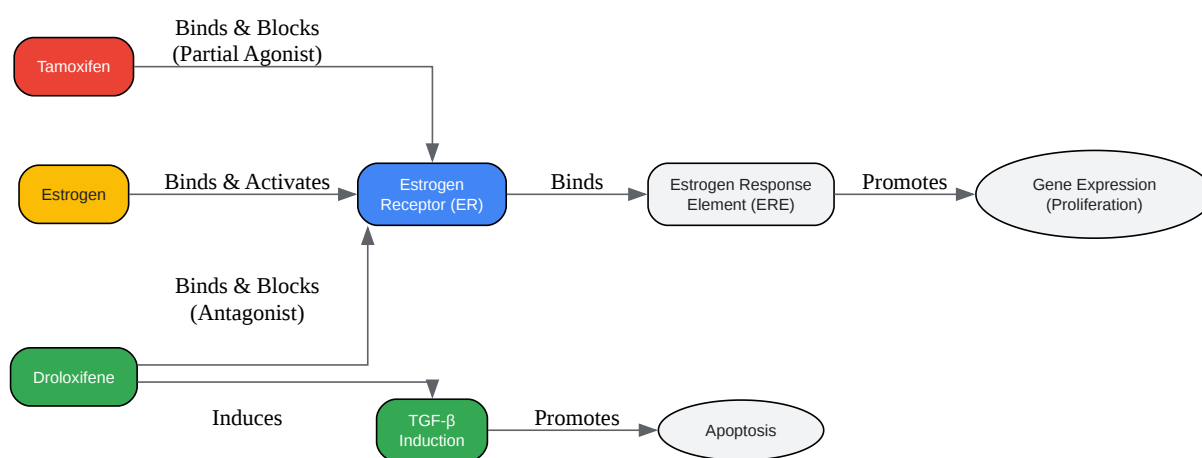 Binds & Blocks
(Partial Agonist)
Tamoxifen
Estrogen
Binds & Activates
Estrogen
Receptor (ER)
Binds
Estrogen Response
Element (ERE)
Promotes
Gene Expression
(Proliferation)
Binds & Blocks
(Antagonist)
Droloxifene
Induces
TGF-β
Induction
Promotes
Apoptosis